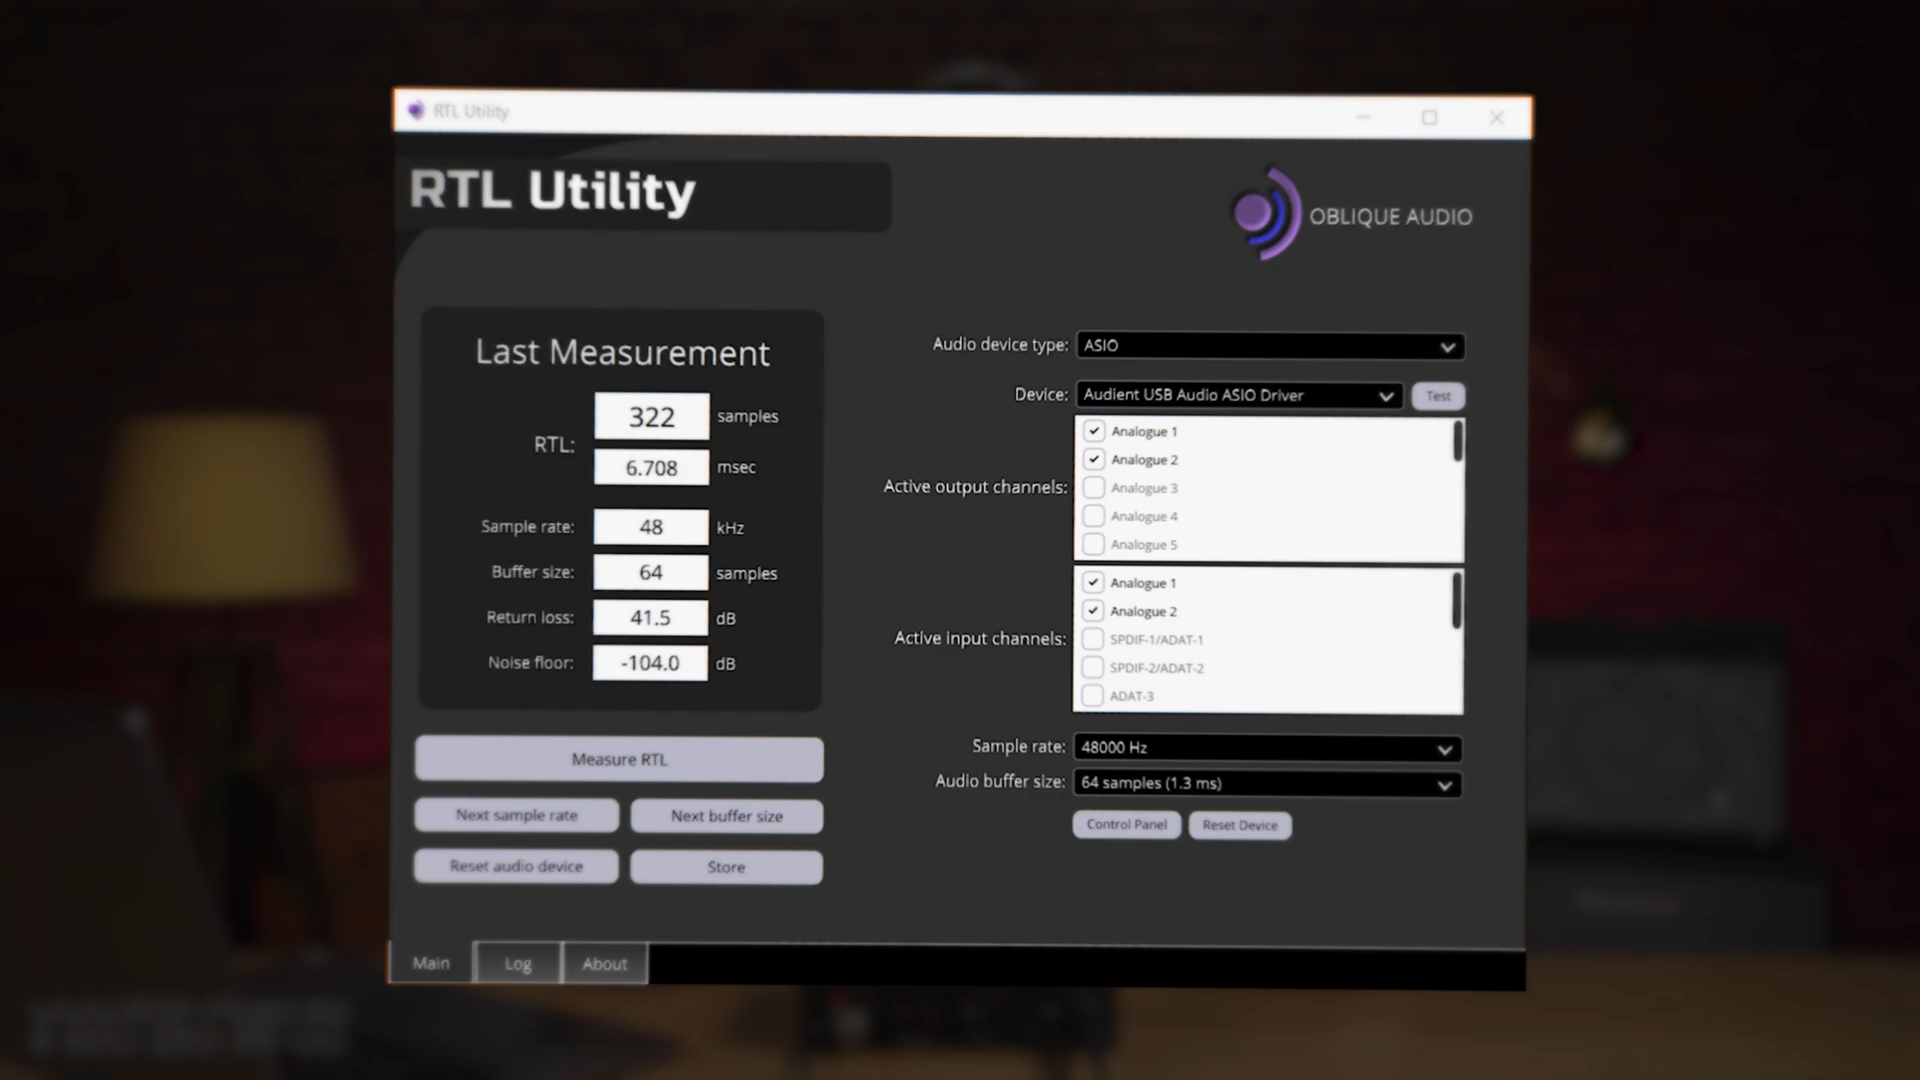 RTL Utility
RTL Utility
OBLIQUE AUDIO
Last Measurement
RTL:
322 samples
6.708 msec
Sample rate: 48 kHz
Buffer size: 64 samples
Return loss: 41.5 dB
Noise floor: -104.0 dB
Measure RTL
Next sample rate
Next buffer size
Reset audio device
Store
Audio device type: ASIO
Device: Audient USB Audio ASIO Driver
Test
Active output channels:
Analogue 1
Analogue 2
Analogue 3
Analogue 4
Analogue 5
Active input channels:
Analogue 1
Analogue 2
SPDIF-1/ADAT-1
SPDIF-2/ADAT-2
ADAT-3
Sample rate: 48000 Hz
Audio buffer size: 64 samples (1.3 ms)
Control Panel
Reset Device
Main
Log
About